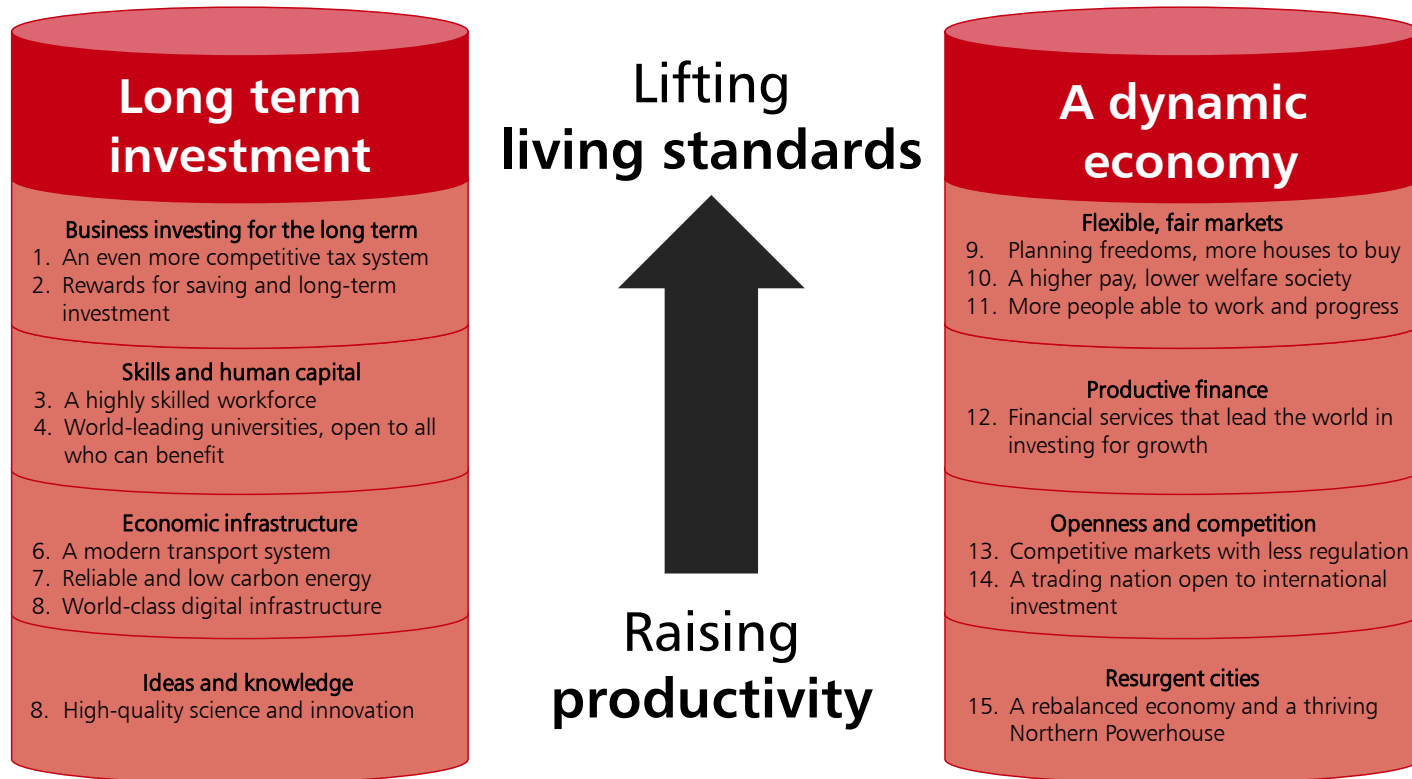 Long term
investment
Business investing for the long term
1. An even more competitive tax system
2. Rewards for saving and long-term
investment
Skills and human capital
3. A highly skilled workforce
4. World-leading universities, open to all
who can benefit
Economic infrastructure
6. A modern transport system
7. Reliable and low carbon energy
8. World-class digital infrastructure
Ideas and knowledge
8. High-quality science and innovation
Lifting
living standards
Raising
productivity
A dynamic
economy
Flexible, fair markets
9. Planning freedoms, more houses to buy
10. A higher pay, lower welfare society
11. More people able to work and progress
Productive finance
12. Financial services that lead the world in
investing for growth
Openness and competition
13. Competitive markets with less regulation
14. A trading nation open to international
investment
Resurgent cities
15. A rebalanced economy and a thriving
Northern Powerhouse